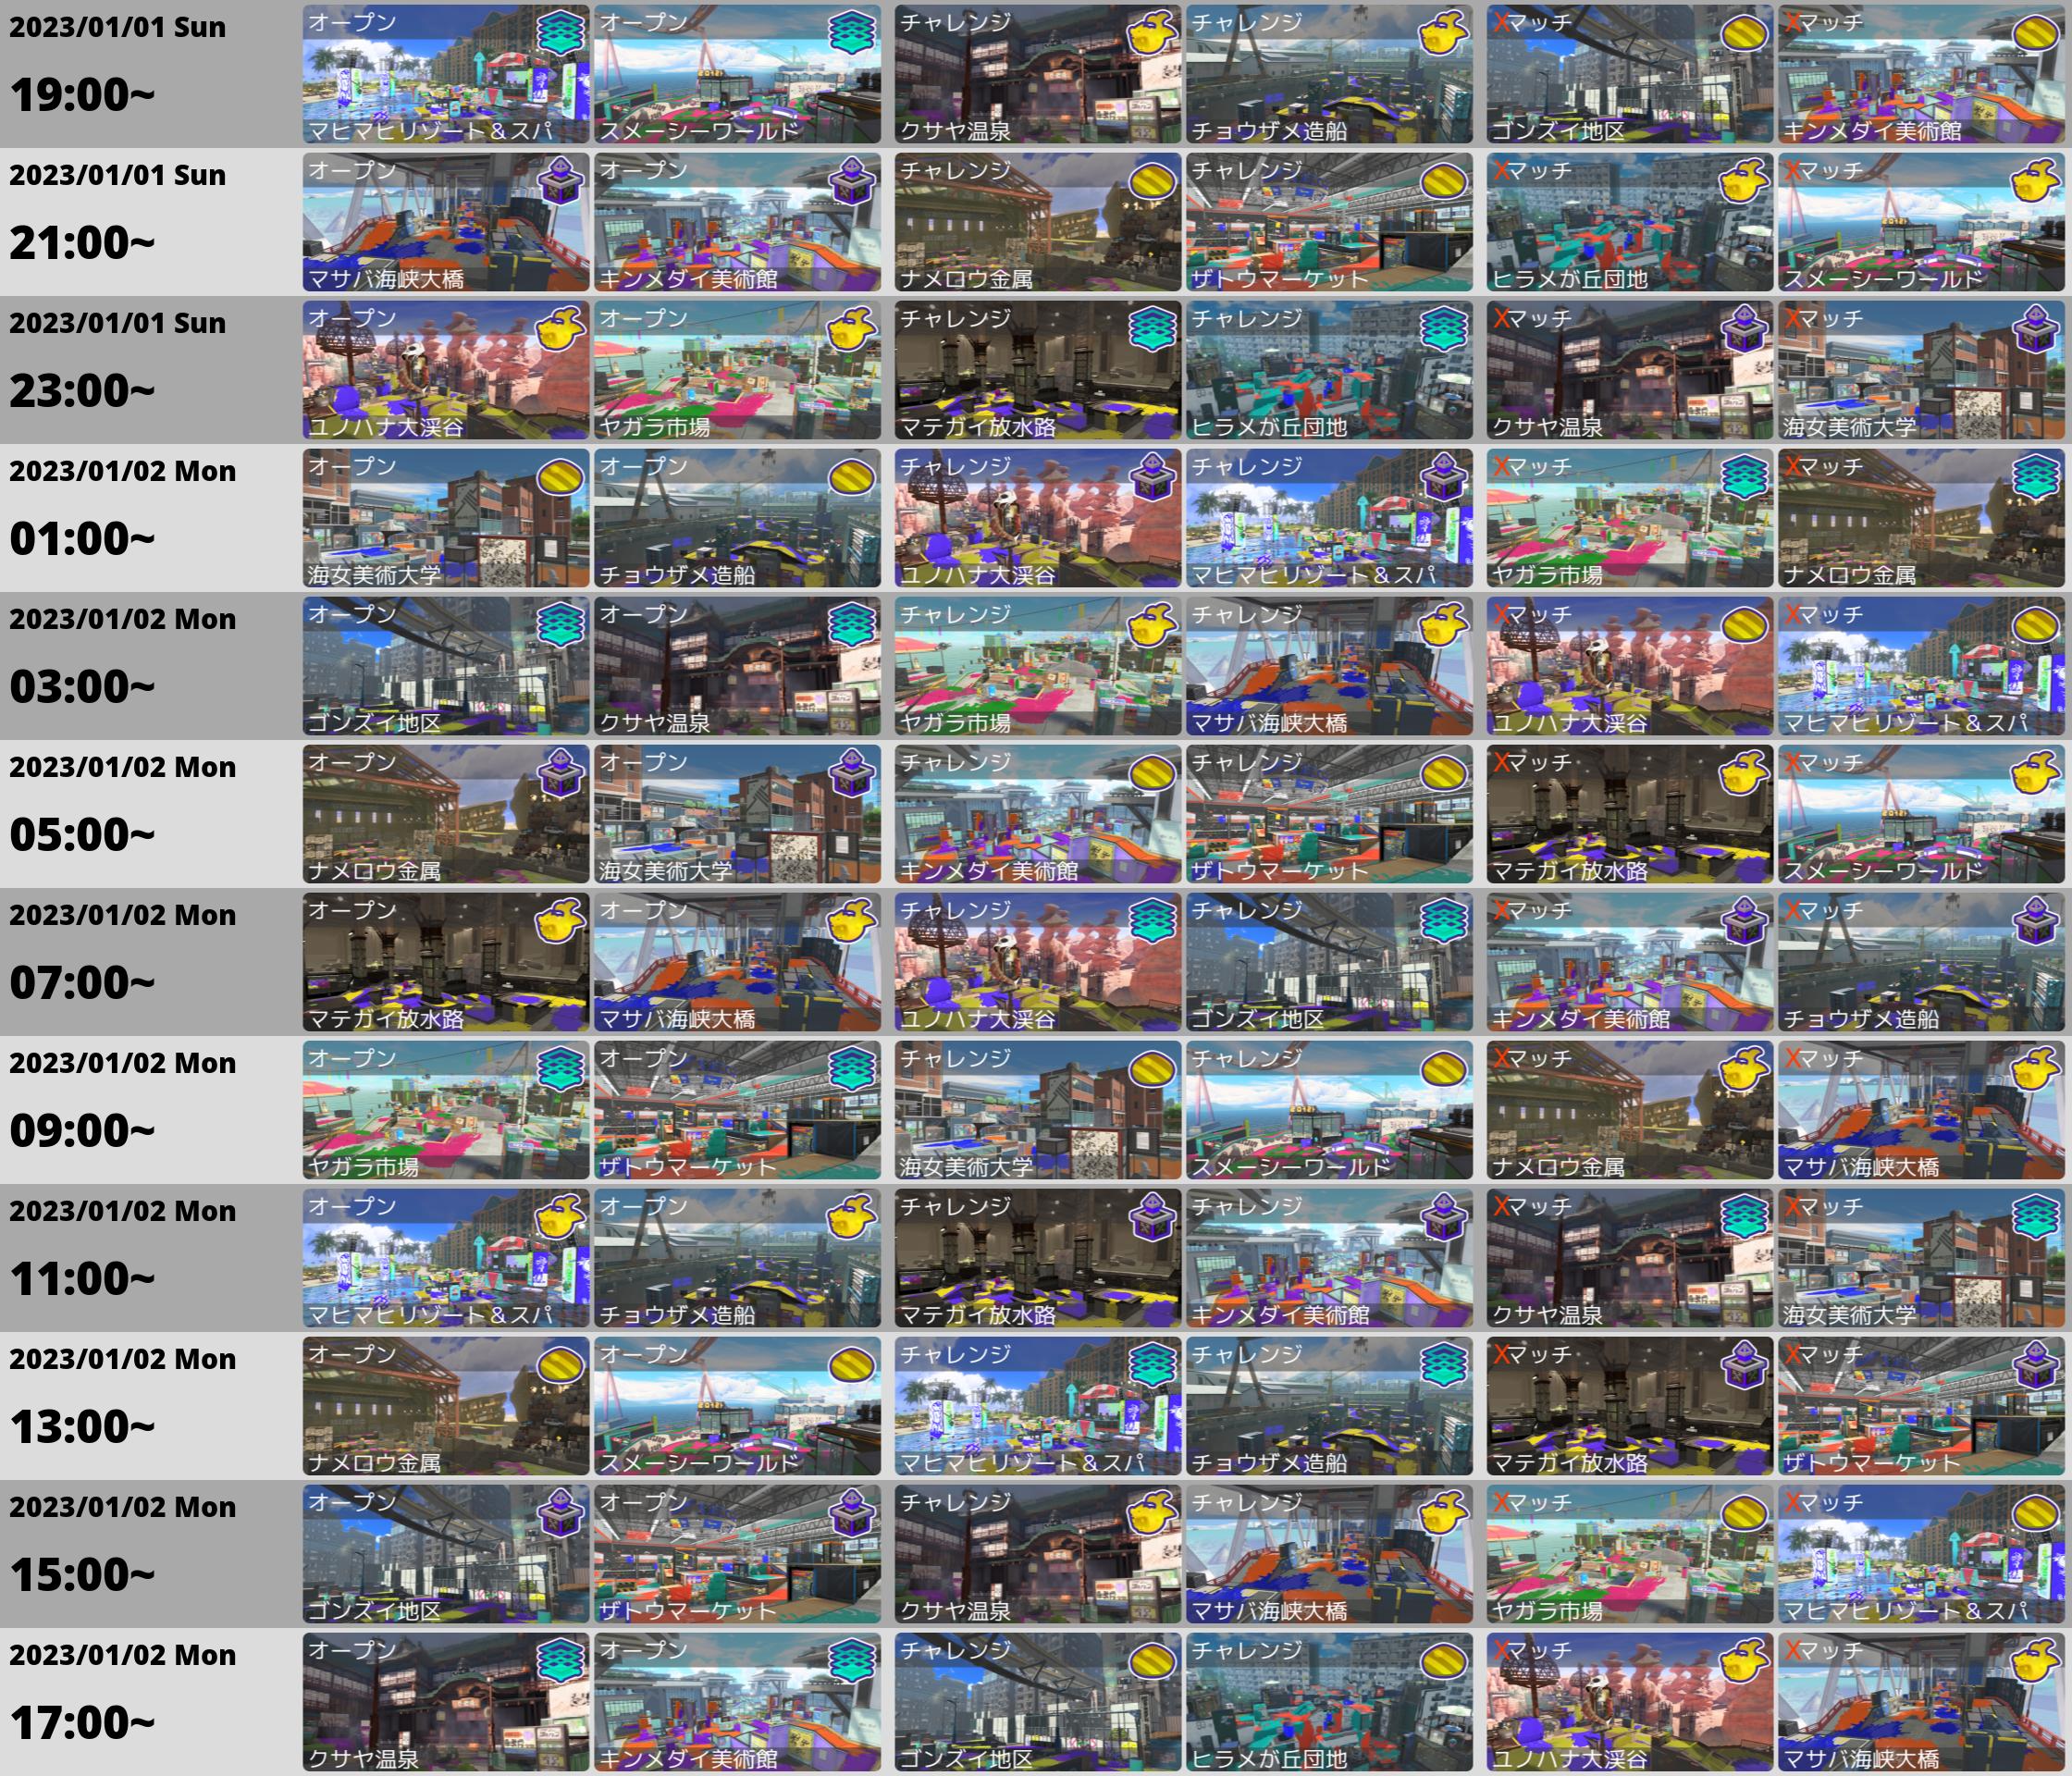 2023/01/01 Sun
19:00~
オープン オープン チャレンジ チャレンジ Xマッチ Xマッチ
マヒマヒリゾート＆スパ スメーシーワールド クサヤ温泉 チョウザメ造船 ゴンズイ地区 キンメダイ美術館
2023/01/01 Sun
21:00~
オープン オープン チャレンジ チャレンジ Xマッチ Xマッチ
マサバ海峡大橋 キンメダイ美術館 ナメロウ金属 ザトウマーケット ヒラメが丘団地 スメーシーワールド
2023/01/01 Sun
23:00~
オープン オープン チャレンジ チャレンジ Xマッチ Xマッチ
ユノハナ大渓谷 ヤガラ市場 マテガイ放水路 ヒラメが丘団地 クサヤ温泉 海女美術大学
2023/01/02 Mon
01:00~
オープン オープン チャレンジ チャレンジ Xマッチ Xマッチ
海女美術大学 チョウザメ造船 ユノハナ大渓谷 マヒマヒリゾート＆スパ ヤガラ市場 ナメロウ金属
2023/01/02 Mon
03:00~
オープン オープン チャレンジ チャレンジ Xマッチ Xマッチ
ゴンズイ地区 クサヤ温泉 ヤガラ市場 マサバ海峡大橋 ユノハナ大渓谷 マヒマヒリゾート＆スパ
2023/01/02 Mon
05:00~
オープン オープン チャレンジ チャレンジ Xマッチ Xマッチ
ナメロウ金属 海女美術大学 キンメダイ美術館 ザトウマーケット マテガイ放水路 スメーシーワールド
2023/01/02 Mon
07:00~
オープン オープン チャレンジ チャレンジ Xマッチ Xマッチ
マテガイ放水路 マサバ海峡大橋 ユノハナ大渓谷 ゴンズイ地区 キンメダイ美術館 チョウザメ造船
2023/01/02 Mon
09:00~
オープン オープン チャレンジ チャレンジ Xマッチ Xマッチ
ヤガラ市場 ザトウマーケット 海女美術大学 スメーシーワールド ナメロウ金属 マサバ海峡大橋
2023/01/02 Mon
11:00~
オープン オープン チャレンジ チャレンジ Xマッチ Xマッチ
マヒマヒリゾート＆スパ チョウザメ造船 マテガイ放水路 キンメダイ美術館 クサヤ温泉 海女美術大学
2023/01/02 Mon
13:00~
オープン オープン チャレンジ チャレンジ Xマッチ Xマッチ
ナメロウ金属 スメーシーワールド マヒマヒリゾート＆スパ チョウザメ造船 マテガイ放水路 ザトウマーケット
2023/01/02 Mon
15:00~
オープン オープン チャレンジ チャレンジ Xマッチ Xマッチ
ゴンズイ地区 ザトウマーケット クサヤ温泉 マサバ海峡大橋 ヤガラ市場 マヒマヒリゾート＆スパ
2023/01/02 Mon
17:00~
オープン オープン チャレンジ チャレンジ Xマッチ Xマッチ
クサヤ温泉 キンメダイ美術館 ゴンズイ地区 ヒラメが丘団地 ユノハナ大渓谷 マサバ海峡大橋